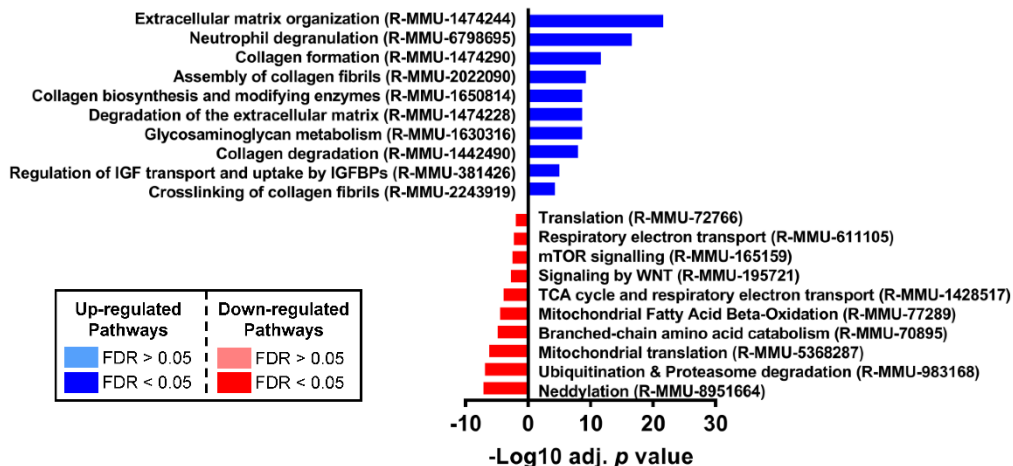 Extracellular matrix organization (R-MMU-1474244)
Neutrophil degranulation (R-MMU-6798695)
Collagen formation (R-MMU-1474290)
Assembly of collagen fibrils (R-MMU-2022090)
Collagen biosynthesis and modifying enzymes (R-MMU-1650814)
Degradation of the extracellular matrix (R-MMU-1474228)
Glycosaminoglycan metabolism (R-MMU-1630316)
Collagen degradation (R-MMU-1442490)
Regulation of IGF transport and uptake by IGFBPs (R-MMU-381426)
Crosslinking of collagen fibrils (R-MMU-2243919)
Translation (R-MMU-72766)
Respiratory electron transport (R-MMU-611105)
mTOR signalling (R-MMU-165159)
Signaling by WNT (R-MMU-195721)
TCA cycle and respiratory electron transport (R-MMU-1428517)
Mitochondrial Fatty Acid Beta-Oxidation (R-MMU-77289)
Branched-chain amino acid catabolism (R-MMU-70895)
Mitochondrial translation (R-MMU-5368287)
Ubiquitination & Proteasome degradation (R-MMU-983168)
Neddylation (R-MMU-8951664)
Up-regulated Pathways
FDR > 0.05
FDR < 0.05
Down-regulated Pathways
FDR > 0.05
FDR < 0.05
-10 0 10 20 30
-Log10 adj. p value